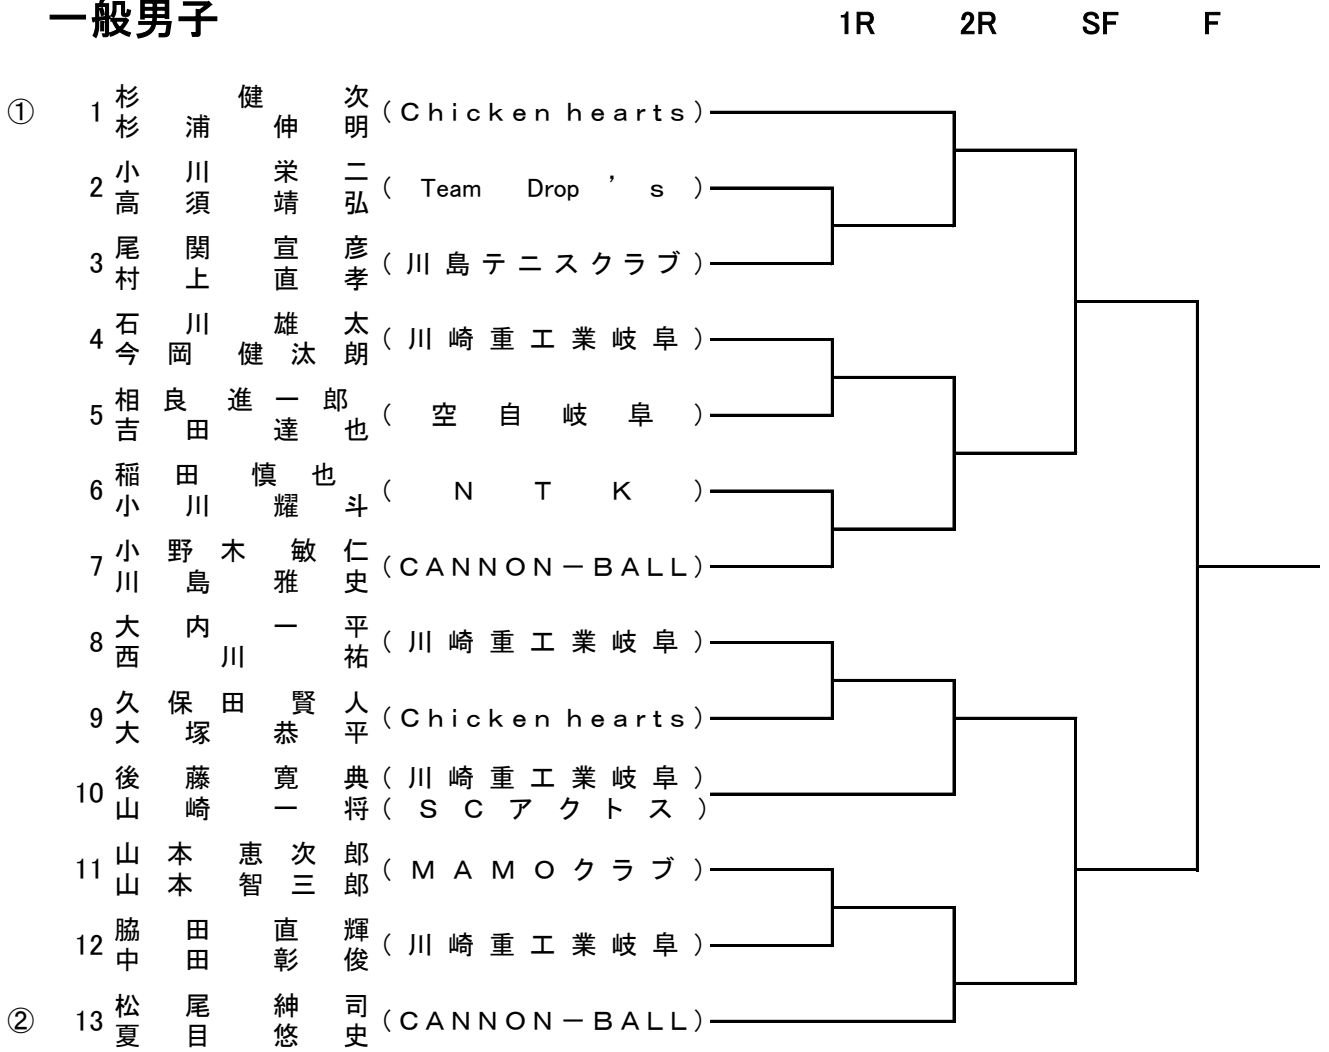 一般男子 1R 2R SF F
① 1 杉 健 次 (Chicken hearts)
杉 浦 伸 明
2 小 川 栄 二 ( Team Drop ’ s )
高 須 靖 弘
3 尾 関 宣 彦 ( 川 島 テ ニ ス ク ラ ブ )
村 上 直 孝
4 石 川 雄 太 ( 川 崎 重 工 業 岐 阜 )
今 岡 健 汰 朗
5 相 良 進 一 郎 ( 空 自 岐 阜 )
吉 田 達 也
6 稲 田 慎 也 ( N T K )
小 川 耀 斗
7 小 野 木 敏 仁 (CANNON－BALL)
川 島 雅 史
8 大 内 一 平 ( 川 崎 重 工 業 岐 阜 )
西 川 祐
9 久 保 田 賢 人 (Chicken hearts)
大 塚 恭 平
10 後 藤 寛 典 ( 川 崎 重 工 業 岐 阜 )
山 崎 一 将 ( S C ア ク ト ス )
11 山 本 恵 次 郎 ( M A M O ク ラ ブ )
山 本 智 三 郎
12 脇 田 直 輝 ( 川 崎 重 工 業 岐 阜 )
中 田 彰 俊
② 13 松 尾 紳 司 (CANNON－BALL)
夏 目 悠 史